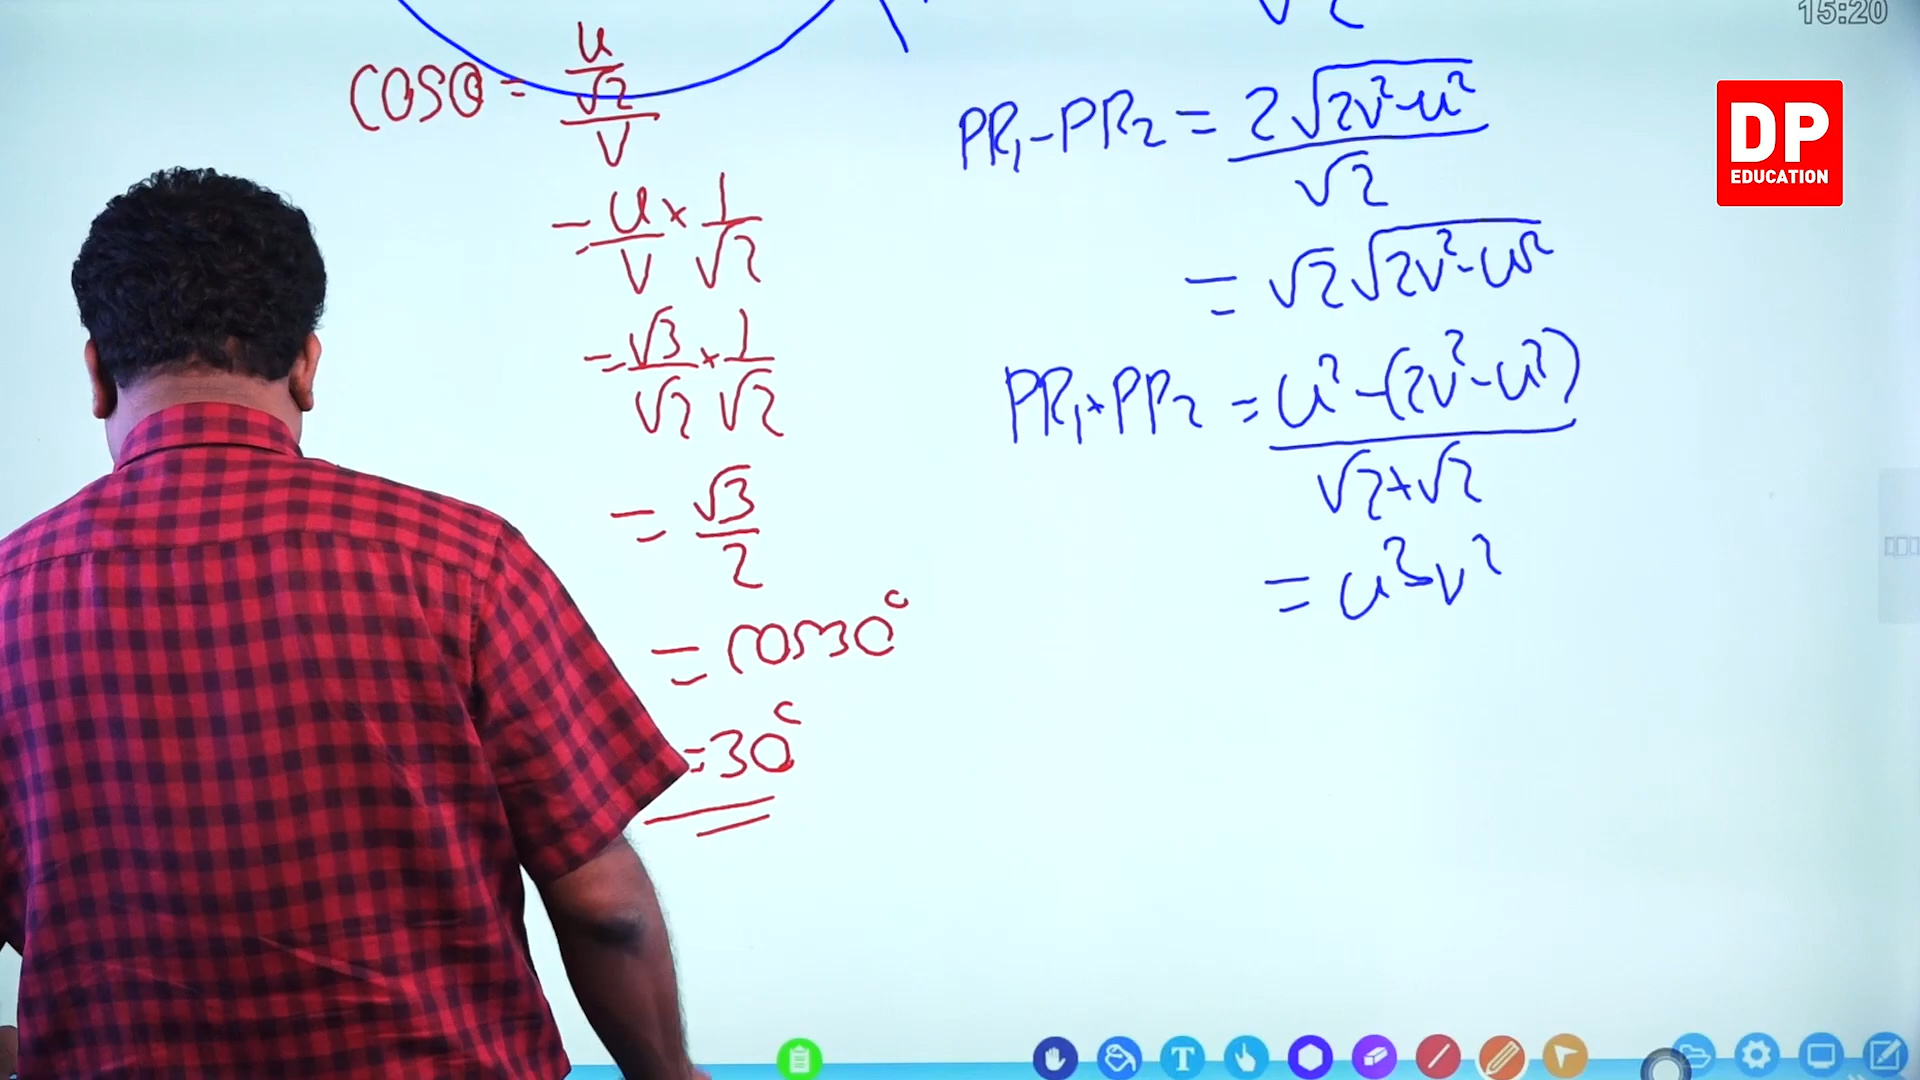 15:20
DP
EDUCATION
cosθ = u/√2/v
= u/v × 1/√2
= √3/√2 × 1/√2
= √3/2
= cos30°
= 30°
PR₁-PR₂ = 2√(2v²-u²)/√2
= √2√(2v²-u²)
PR₁×PR₂ = u²-(2v²-u²)/√2×√2
= u²-v²
T